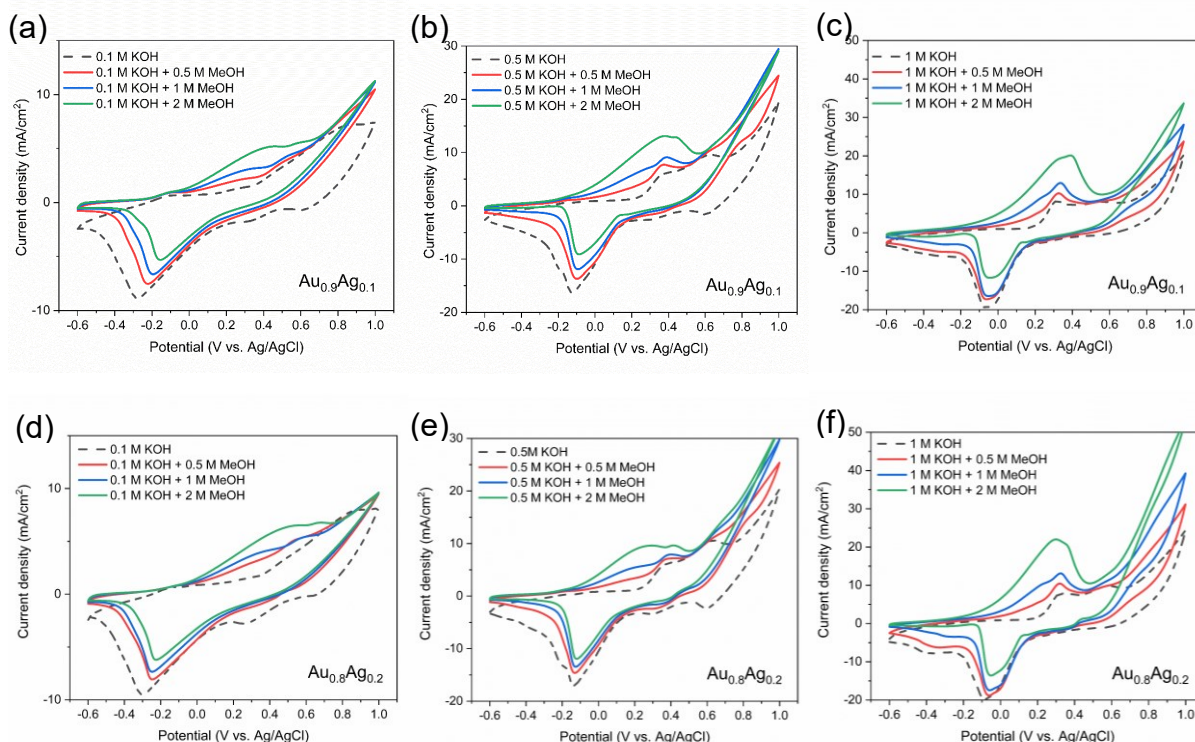 (a)
0.1 M KOH
0.1 M KOH + 0.5 M MeOH
0.1 M KOH + 1 M MeOH
0.1 M KOH + 2 M MeOH
Current density (mA/cm²)
10
0
-10
Au₀.₉Ag₀.₁
-0.6 -0.4 -0.2 0.0 0.2 0.4 0.6 0.8 1.0
Potential (V vs. Ag/AgCl)
(b)
0.5 M KOH
0.5 M KOH + 0.5 M MeOH
0.5 M KOH + 1 M MeOH
0.5 M KOH + 2 M MeOH
Current density (mA/cm²)
30
20
10
0
-10
-20
Au₀.₉Ag₀.₁
-0.6 -0.4 -0.2 0.0 0.2 0.4 0.6 0.8 1.0
Potential (V vs. Ag/AgCl)
(c)
1 M KOH
1 M KOH + 0.5 M MeOH
1 M KOH + 1 M MeOH
1 M KOH + 2 M MeOH
Current density (mA/cm²)
50
40
30
20
10
0
-10
-20
Au₀.₉Ag₀.₁
-0.6 -0.4 -0.2 0.0 0.2 0.4 0.6 0.8 1.0
Potential (V vs. Ag/AgCl)
(d)
0.1 M KOH
0.1 M KOH + 0.5 M MeOH
0.1 M KOH + 1 M MeOH
0.1 M KOH + 2 M MeOH
Current density (mA/cm²)
10
0
-10
Au₀.₈Ag₀.₂
-0.6 -0.4 -0.2 0.0 0.2 0.4 0.6 0.8 1.0
Potential (V vs. Ag/AgCl)
(e)
0.5M KOH
0.5 M KOH + 0.5 M MeOH
0.5 M KOH + 1 M MeOH
0.5 M KOH + 2 M MeOH
Current density (mA/cm²)
30
20
10
0
-10
-20
Au₀.₈Ag₀.₂
-0.6 -0.4 -0.2 0.0 0.2 0.4 0.6 0.8 1.0
Potential (V vs. Ag/AgCl)
(f)
1 M KOH
1 M KOH + 0.5 M MeOH
1 M KOH + 1 M MeOH
1 M KOH + 2 M MeOH
Current density (mA/cm²)
50
40
30
20
10
0
-10
-20
Au₀.₈Ag₀.₂
-0.6 -0.4 -0.2 0.0 0.2 0.4 0.6 0.8 1.0
Potential (V vs. Ag/AgCl)